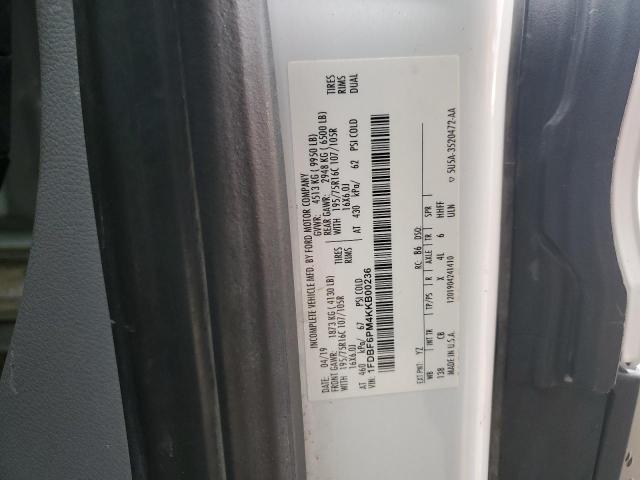 INCOMPLETE VEHICLE MFD. BY FORD MOTOR COMPANY
DATE: 04/19 GVWR: 4513 KG ( 9950 LB)
FRONT GAWR: 1873 KG ( 4130 LB) REAR GAWR: 2948 KG ( 6500 LB)
WITH 195/75R16C 107/105R TIRES WITH 195/75R16C 107/105R TIRES
16X6.0J RIMS 16X6.0J RIMS
AT 460 kPa/ 67 PSI COLD AT 430 kPa/ 62 PSI COLD DUAL
VIN: 1FDBF6PM4KKB00236
EXT PNT: YZ RC: B6 DSO:
WB INT TR TP/PS R AXLE TR SPR
138 CB X 4L 6 HHFF
MADE IN U.S.A. 1201904241410 ULN
▽ 5U5A-3520472-AA